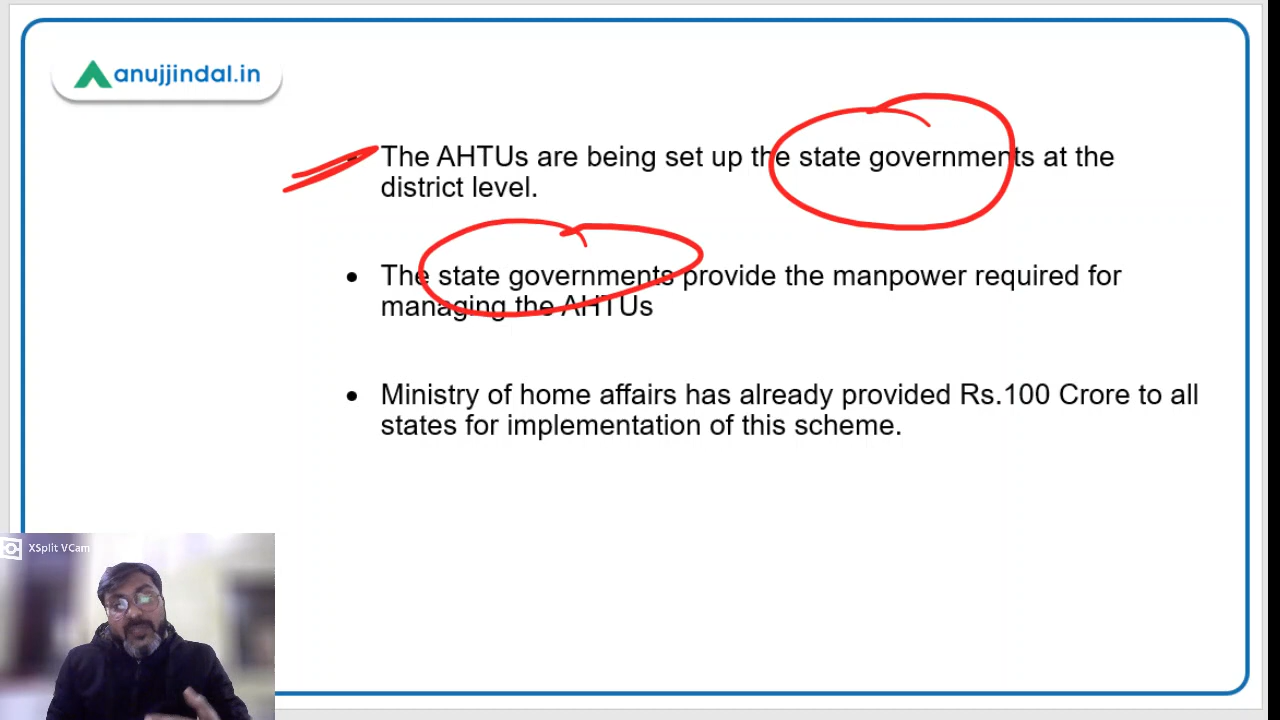 anujjindal.in
The AHTUs are being set up the state governments at the
district level.
The state governments provide the manpower required for
managing the AHTUs
Ministry of home affairs has already provided Rs.100 Crore to all
states for implementation of this scheme.
XSplit VCam